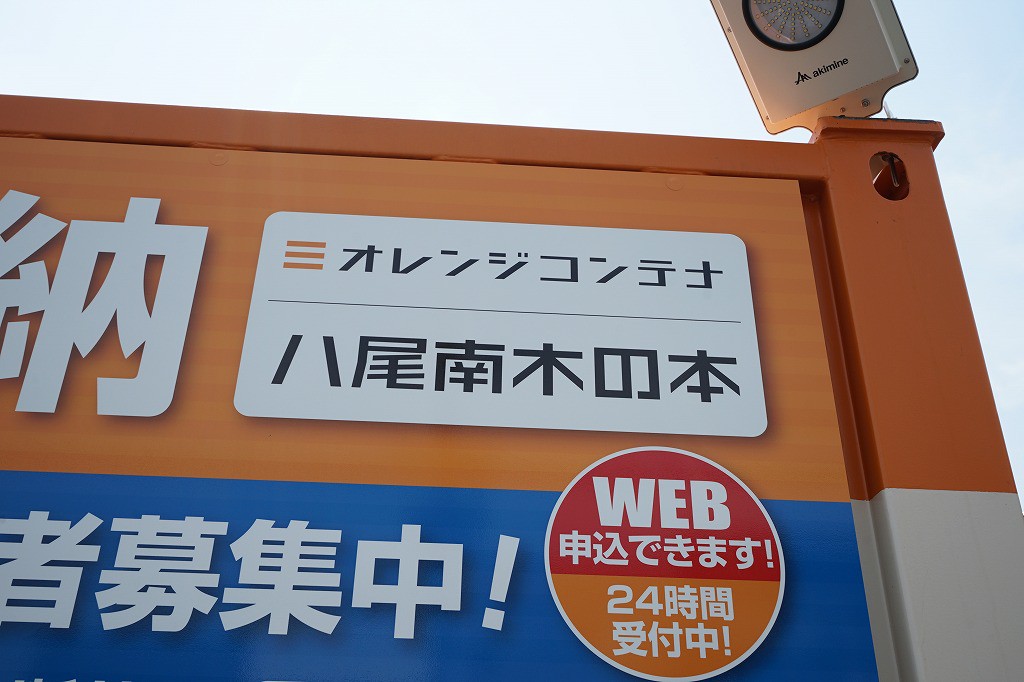 akimine
納
オレンジコンテナ
八尾南木の本
者募集中!
WEB
申込できます!
24時間
受付中!